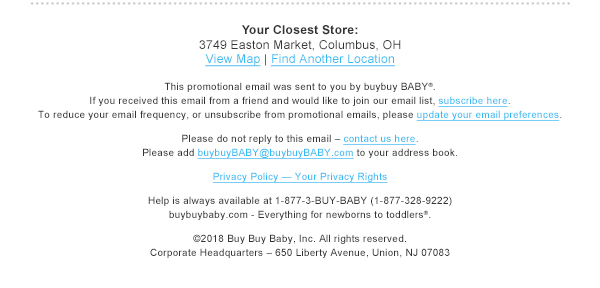 Your Closest Store:
3749 Easton Market, Columbus, OH
View Map | Find Another Location
This promotional email was sent to you by buybuy BABY®.
If you received this email from a friend and would like to join our email list, subscribe here.
To reduce your email frequency, or unsubscribe from promotional emails, please update your email preferences.
Please do not reply to this email – contact us here.
Please add buybuyBABY@buybuyBABY.com to your address book.
Privacy Policy — Your Privacy Rights
Help is always available at 1-877-3-BUY-BABY (1-877-328-9222)
buybuybaby.com - Everything for newborns to toddlers®.
©2018 Buy Buy Baby, Inc. All rights reserved.
Corporate Headquarters – 650 Liberty Avenue, Union, NJ 07083